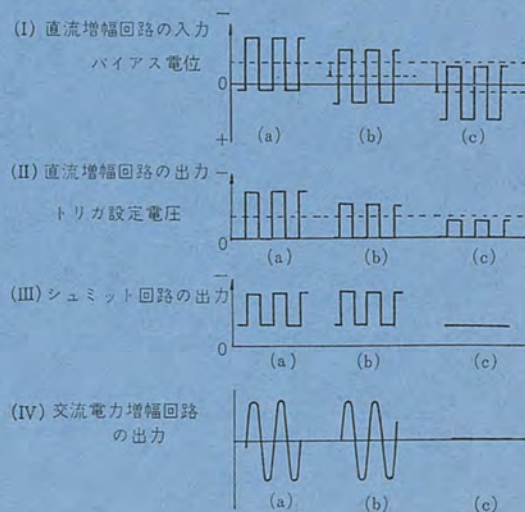 −
(I) 直流増幅回路の入力
バイアス電位
0
+
(a) (b) (c)
(II) 直流増幅回路の出力 −
トリガ設定電圧
0
(a) (b) (c)
−
(III) シュミット回路の出力
0
(a) (b) (c)
(IV) 交流電力増幅回路
の出力
(a) (b) (c)